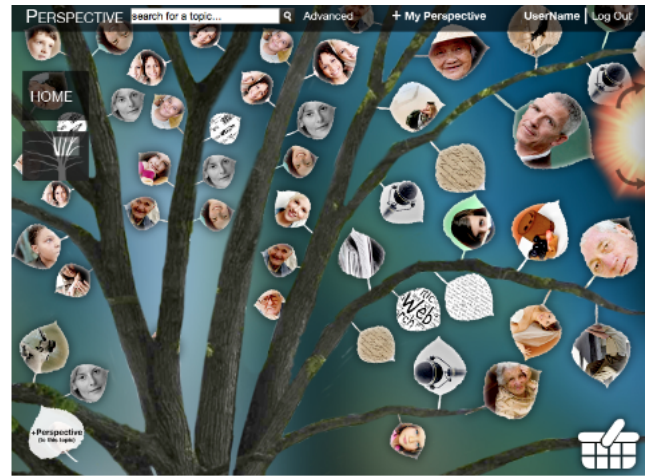 PERSPECTIVE search for a topic... Advanced + My Perspective UserName | Log Out
HOME
Web
+Perspective
(to this topic)